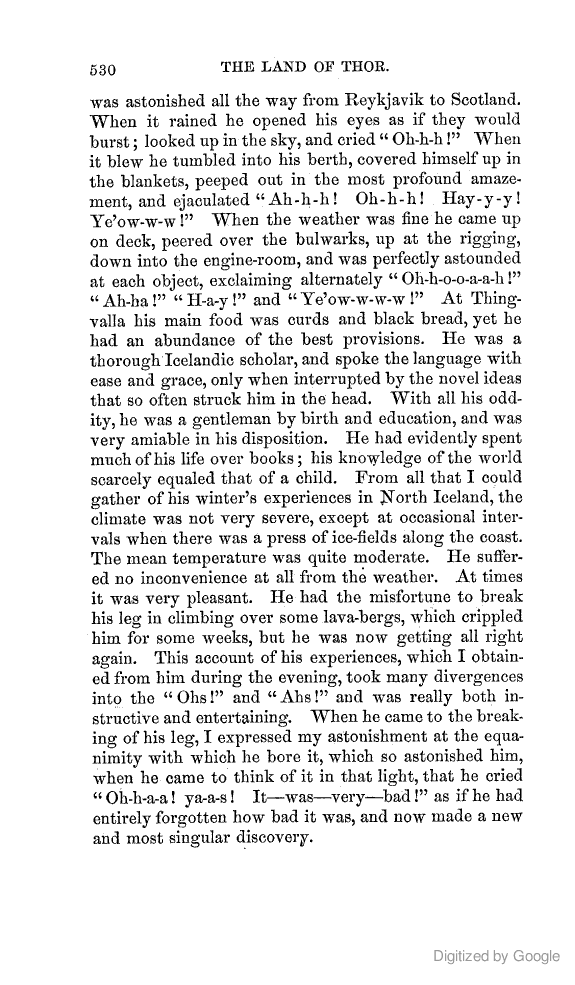 530 THE LAND OF THOR.
was astonished all the way from Reykjavik to Scotland.
When it rained he opened his eyes as if they would
burst; looked up in the sky, and cried “Oh-h-h!” When
it blew he tumbled into his berth, covered himself up in
the blankets, peeped out in the most profound amaze-
ment, and ejaculated “Ah-h-h! Oh-h-h! Hay-y-y!
Ye'ow-w-w!” When the weather was fine he came up
on deck, peered over the bulwarks, up at the rigging,
down into the engine-room, and was perfectly astounded
at each object, exclaiming alternately “Oh-h-o-o-a-a-h!”
“Ah-ha!” “H-a-y!” and “Ye'ow-w-w-w!” At Thing-
valla his main food was curds and black bread, yet he
had an abundance of the best provisions. He was a
thorough Icelandic scholar, and spoke the language with
ease and grace, only when interrupted by the novel ideas
that so often struck him in the head. With all his odd-
ity, he was a gentleman by birth and education, and was
very amiable in his disposition. He had evidently spent
much of his life over books; his knowledge of the world
scarcely equaled that of a child. From all that I could
gather of his winter's experiences in North Iceland, the
climate was not very severe, except at occasional inter-
vals when there was a press of ice-fields along the coast.
The mean temperature was quite moderate. He suffer-
ed no inconvenience at all from the weather. At times
it was very pleasant. He had the misfortune to break
his leg in climbing over some lava-bergs, which crippled
him for some weeks, but he was now getting all right
again. This account of his experiences, which I obtain-
ed from him during the evening, took many divergences
into the “Ohs!” and “Ahs!” and was really both in-
structive and entertaining. When he came to the break-
ing of his leg, I expressed my astonishment at the equa-
nimity with which he bore it, which so astonished him,
when he came to think of it in that light, that he cried
“Oh-h-a-a! ya-a-s! It—was—very—bad!” as if he had
entirely forgotten how bad it was, and now made a new
and most singular discovery.
Digitized by Google